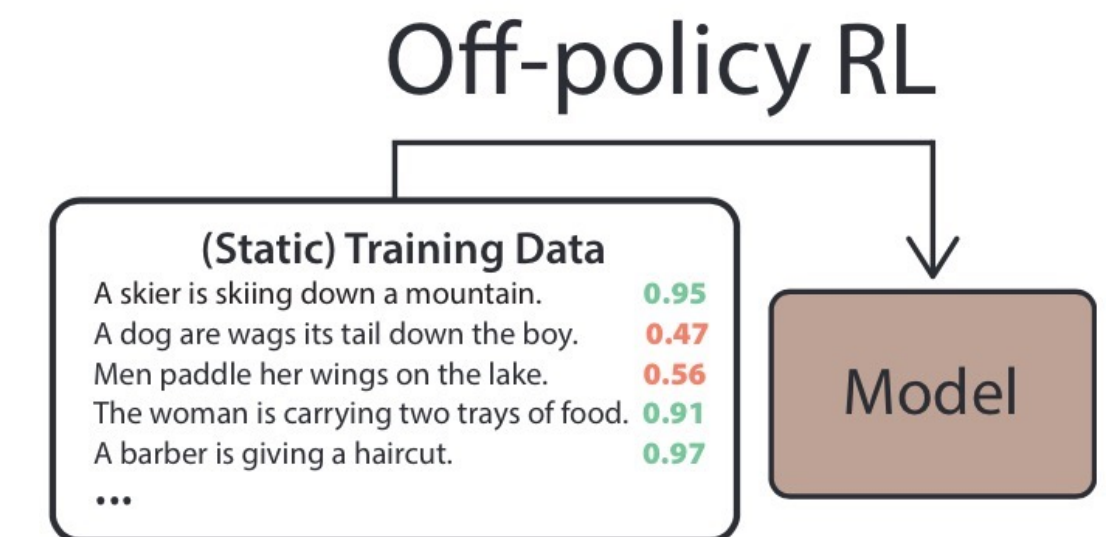 Off-policy RL
(Static) Training Data
A skier is skiing down a mountain. 0.95
A dog are wags its tail down the boy. 0.47
Men paddle her wings on the lake. 0.56
The woman is carrying two trays of food. 0.91
A barber is giving a haircut. 0.97
...
Model